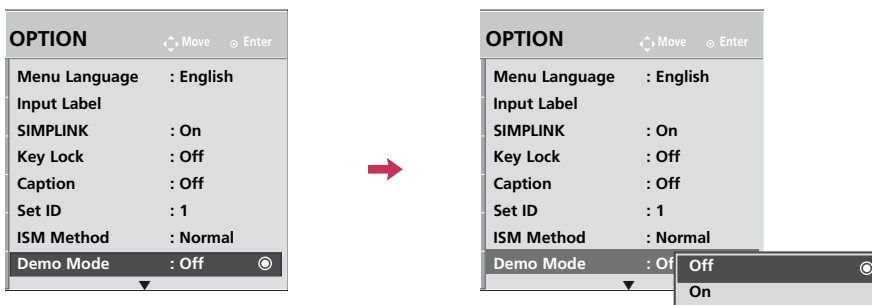 OPTION
Move Enter
Menu Language : English
Input Label
SIMPLINK : On
Key Lock : Off
Caption : Off
Set ID : 1
ISM Method : Normal
Demo Mode : Off
OPTION
Move Enter
Menu Language : English
Input Label
SIMPLINK : On
Key Lock : Off
Caption : Off
Set ID : 1
ISM Method : Normal
Demo Mode : Of
Off
On